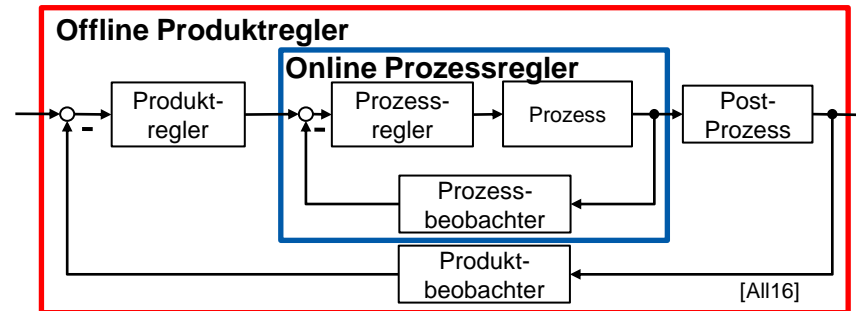 Offline Produktregler
Online Prozessregler
Produkt-
regler
-
Prozess-
regler
-
Prozess
Post-
Prozess
Prozess-
beobachter
Produkt-
beobachter
[All16]